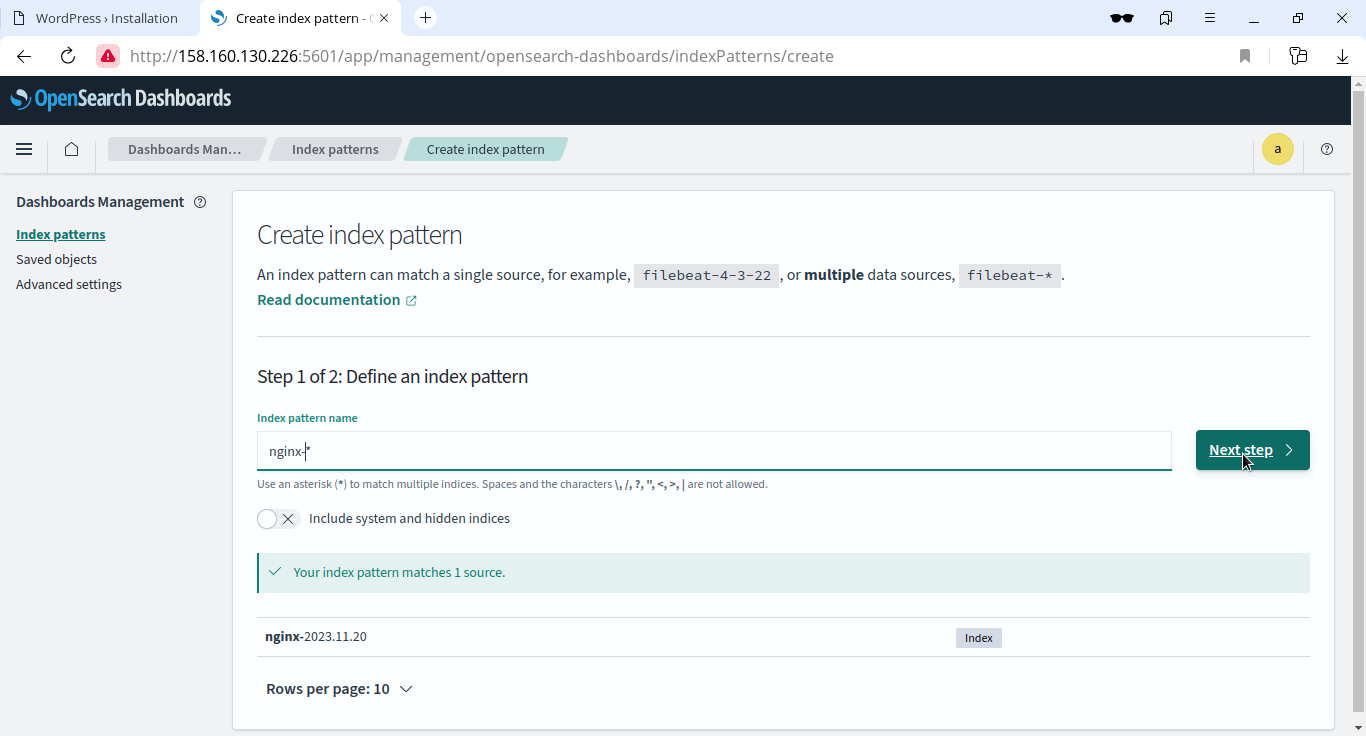 WordPress › Installation
Create index pattern - 
http://158.160.130.226:5601/app/management/opensearch-dashboards/indexPatterns/create
OpenSearch Dashboards
Dashboards Man... Index patterns Create index pattern a
Dashboards Management
Index patterns
Saved objects
Advanced settings
Create index pattern
An index pattern can match a single source, for example, filebeat-4-3-22 , or multiple data sources, filebeat-* .
Read documentation
Step 1 of 2: Define an index pattern
Index pattern name
nginx-*
Next step
Use an asterisk (*) to match multiple indices. Spaces and the characters \, /, ?, ", <, >, | are not allowed.
Include system and hidden indices
Your index pattern matches 1 source.
nginx-2023.11.20 Index
Rows per page: 10